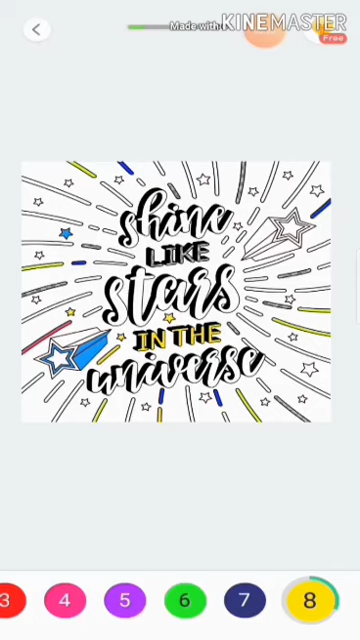 Made with
KINEMASTER
Free
shine
LIKE
stars
IN THE
universe
3 4 5 6 7 8